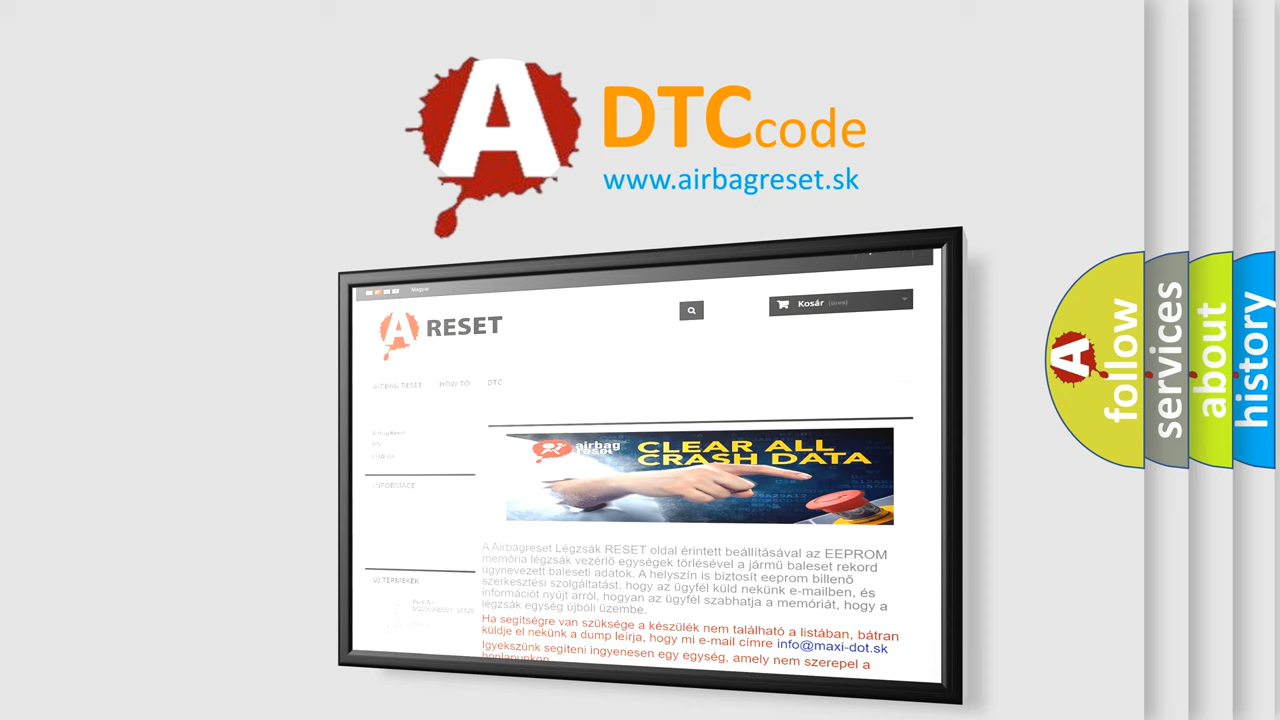 A
DTCcode
www.airbagreset.sk
Magyar
A RESET
Kosár (üres)
AIRBAG RESET HOW TO DTC
INFORMACE
ÚJ TERMÉKEK
airbag
reset
CLEAR ALL
CRASH DATA
A Airbagreset Légzsák RESET oldal érintett beállításával az EEPROM
memória légzsák vezérlő egységek törlésével a jármű baleset rekord
úgynevezett baleseti adatok. A helyszín is biztosít eeprom billenő
szerkesztési szolgáltatást, hogy az ügyfél küld nekünk e-mailben, és
információt nyújt arról, hogyan az ügyfél szabhatja a memóriát, hogy a
légzsák egység újbóli üzembe.
Ha segítségre van szüksége a készülék nem található a listában, bátran
küldje el nekünk a dump leírja, hogy mi e-mail címre info@maxi-dot.sk
Igyekszünk segíteni ingyenesen egy egység, amely nem szerepel a
honlapunkon
A
follow
services
about
history